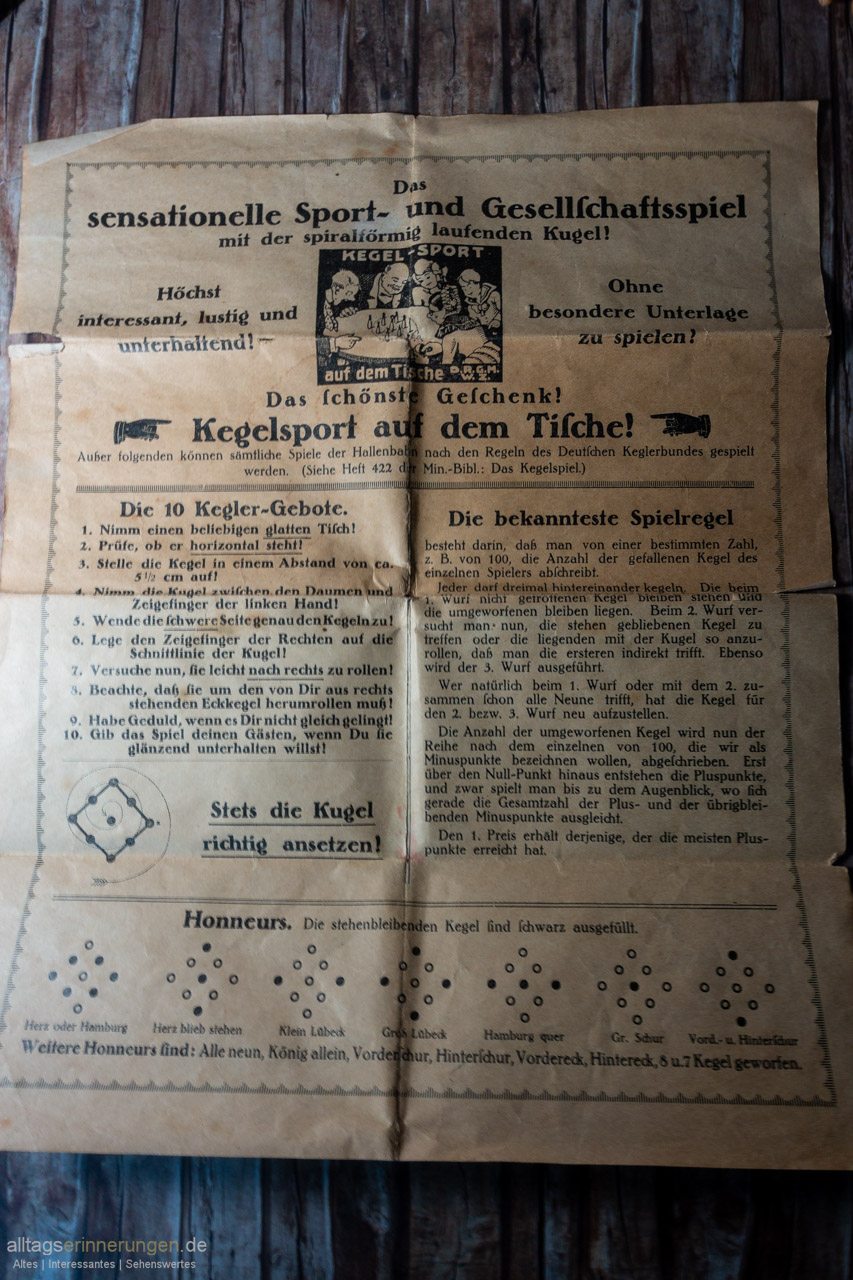 Das
sensationelle Sport- und Gesellſchaftsspiel
mit der spiralförmig laufenden Kugel!
Höchst
interessant, lustig und
unterhaltend!
KEGEL-SPORT
auf dem Tische D.R.G.M.
W.Z.
Ohne
besondere Unterlage
zu spielen!
Das ſchönste Geſchenk!
Kegelsport auf dem Tiſche!
Außer folgenden können sämtliche Spiele der Hallenbahn nach den Regeln des Deutſchen Keglerbundes gespielt
werden. (Siehe Heft 422 der Min.-Bibl.: Das Kegelspiel.)
Die 10 Kegler-Gebote.
1. Nimm einen beliebigen glatten Tiſch!
2. Prüfe, ob er horizontal steht!
3. Stelle die Kegel in einem Abstand von ca.
5 1/2 cm auf!
4. Nimm die Kugel zwiſchen den Daumen und
Zeigefinger der linken Hand!
5. Wende die ſchwere Seite genau den Kegeln zu!
6. Lege den Zeigefinger der Rechten auf die
Schnittlinie der Kugel!
7. Versuche nun, ſie leicht nach rechts zu rollen!
8. Beachte, daß ſie um den von Dir aus rechts
stehenden Eckkegel herumrollen muß!
9. Habe Geduld, wenn es Dir nicht gleich gelingt!
10. Gib das Spiel deinen Gästen, wenn Du ſie
glänzend unterhalten willst!
Stets die Kugel
richtig ansetzen!
Die bekannteste Spielregel
besteht darin, daß man von einer bestimmten Zahl,
z. B. von 100, die Anzahl der gefallenen Kegel des
einzelnen Spielers abſchreibt.
Jeder darf dreimal hintereinander kegeln. Die beim
1. Wurf nicht getroffenen Kegel bleiben stehen und
die umgeworfenen bleiben liegen. Beim 2. Wurf ver-
sucht man nun, die stehen gebliebenen Kegel zu
treffen oder die liegenden mit der Kugel so anzu-
rollen, daß man die ersteren indirekt trifft. Ebenso
wird der 3. Wurf ausgeführt.
Wer natürlich beim 1. Wurf oder mit dem 2. zu-
sammen ſchon alle Neune trifft, hat die Kegel für
den 2. bezw. 3. Wurf neu aufzustellen.
Die Anzahl der umgeworfenen Kegel wird nun der
Reihe nach dem einzelnen von 100, die wir als
Minuspunkte bezeichnen wollen, abgeſchrieben. Erst
über den Null-Punkt hinaus entstehen die Pluspunkte,
und zwar spielt man bis zu dem Augenblick, wo ſich
gerade die Gesamtzahl der Plus- und der übrigblei-
benden Minuspunkte ausgleicht.
Den 1. Preis erhält derjenige, der die meisten Plus-
punkte erreicht hat.
Honneurs. Die stehenbleibenden Kegel ſind ſchwarz ausgefüllt.
Herz oder Hamburg Herz blieb stehen Klein Lübeck Groß Lübeck Hamburg quer Gr. Schur Vord.- u. Hinterſchur
Weitere Honneurs ſind: Alle neun, König allein, Vorderſchur, Hinterſchur, Vordereck, Hintereck, 8 u. 7 Kegel geworfen.
alltagserinnerungen.de
Altes | Interessantes | Sehenswertes